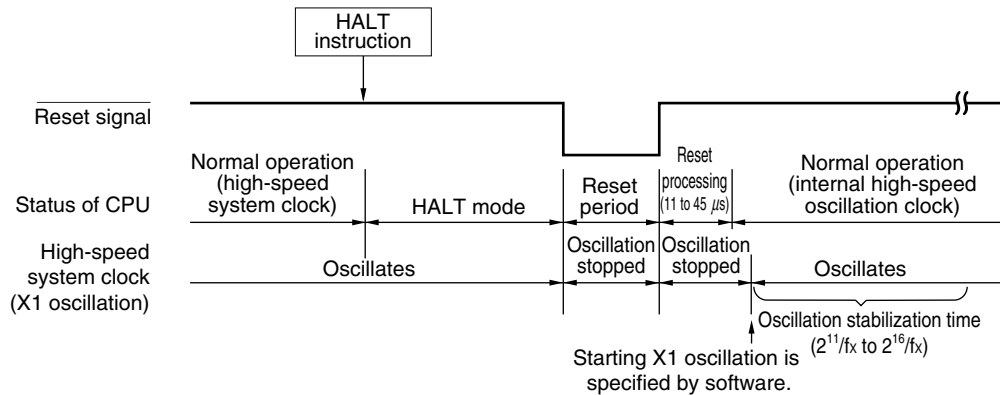 HALT
instruction
Reset signal
Normal operation
(high-speed
system clock)
Reset
period
Reset
processing
(11 to 45 μs)
Normal operation
(internal high-speed
oscillation clock)
Status of CPU
HALT mode
High-speed
system clock
(X1 oscillation)
Oscillates
Oscillation
stopped
Oscillation
stopped
Oscillates
Oscillation stabilization time
(2¹¹/fx to 2¹⁶/fx)
Starting X1 oscillation is
specified by software.